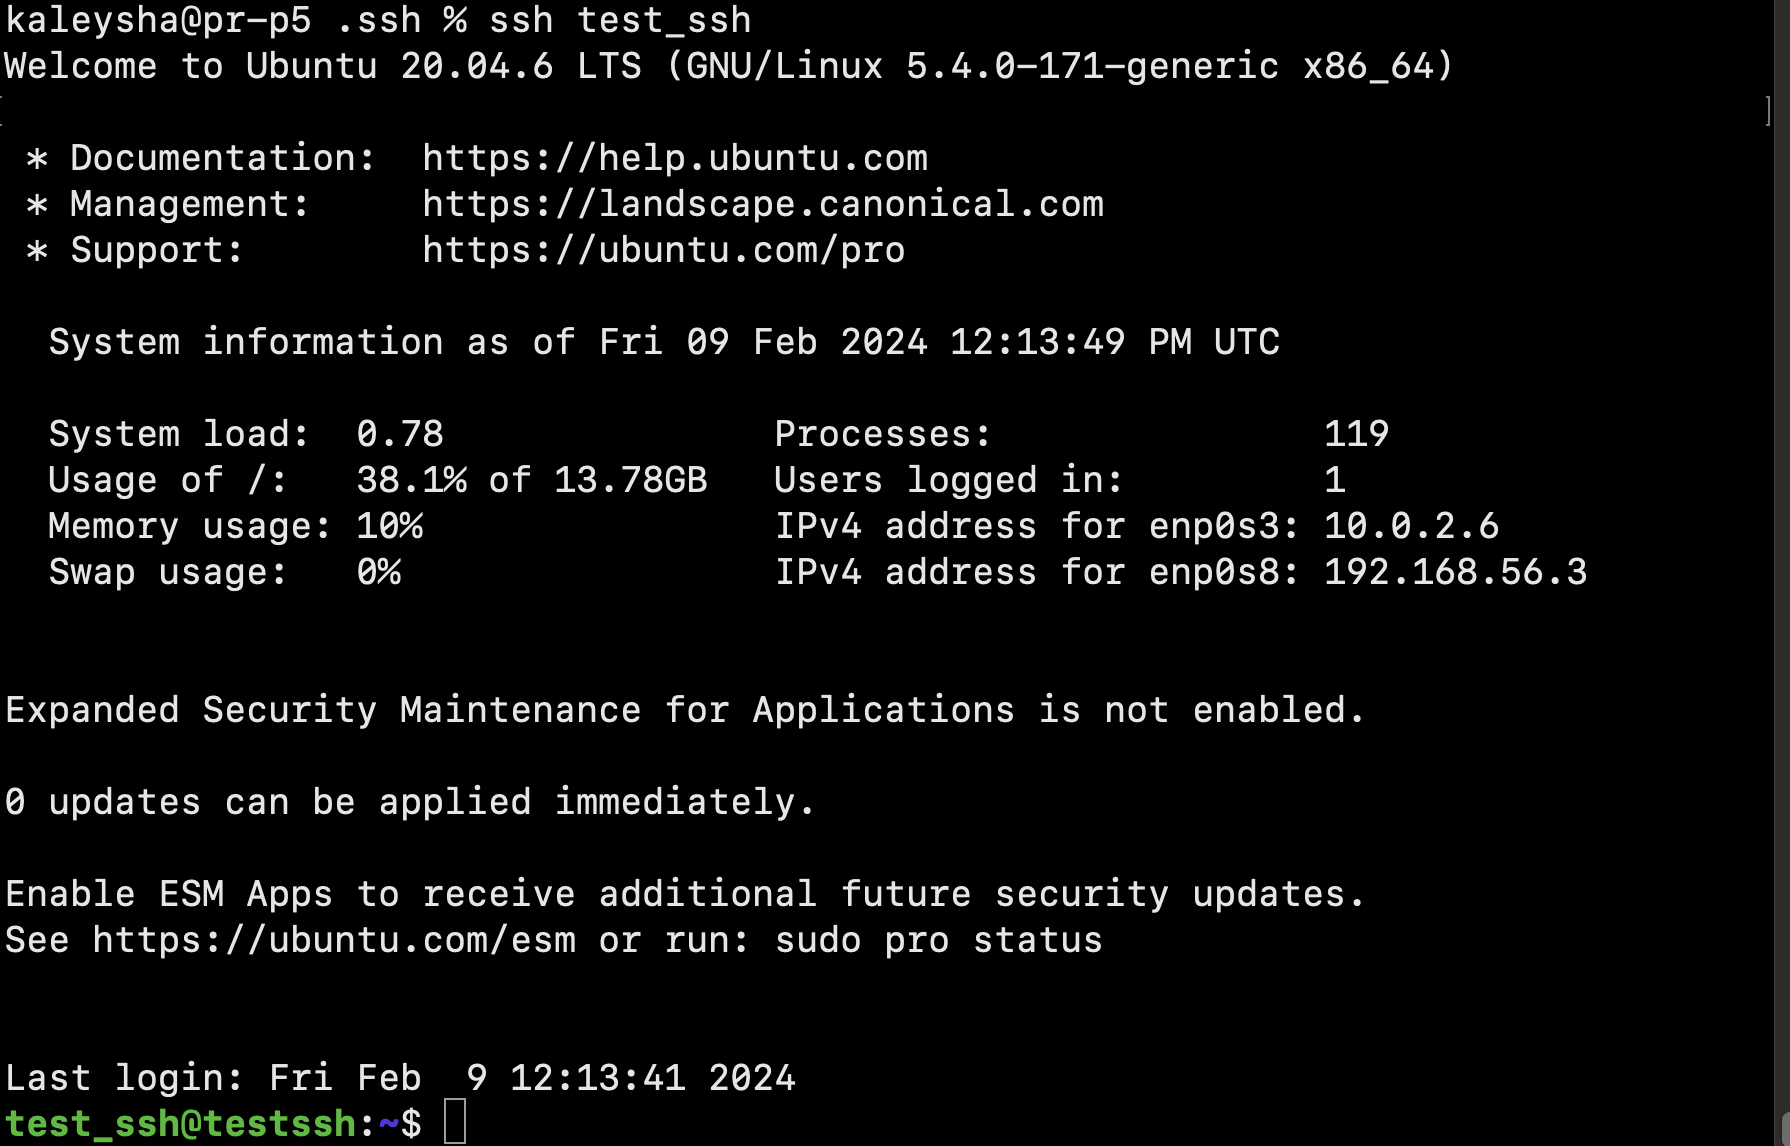 kaleysha@pr-p5 .ssh % ssh test_ssh
Welcome to Ubuntu 20.04.6 LTS (GNU/Linux 5.4.0-171-generic x86_64)
 * Documentation:  https://help.ubuntu.com
 * Management:     https://landscape.canonical.com
 * Support:        https://ubuntu.com/pro
  System information as of Fri 09 Feb 2024 12:13:49 PM UTC
  System load:  0.78               Processes:               119
  Usage of /:   38.1% of 13.78GB   Users logged in:         1
  Memory usage: 10%                IPv4 address for enp0s3: 10.0.2.6
  Swap usage:   0%                 IPv4 address for enp0s8: 192.168.56.3
Expanded Security Maintenance for Applications is not enabled.
0 updates can be applied immediately.
Enable ESM Apps to receive additional future security updates.
See https://ubuntu.com/esm or run: sudo pro status
Last login: Fri Feb  9 12:13:41 2024
test_ssh@testssh:~$